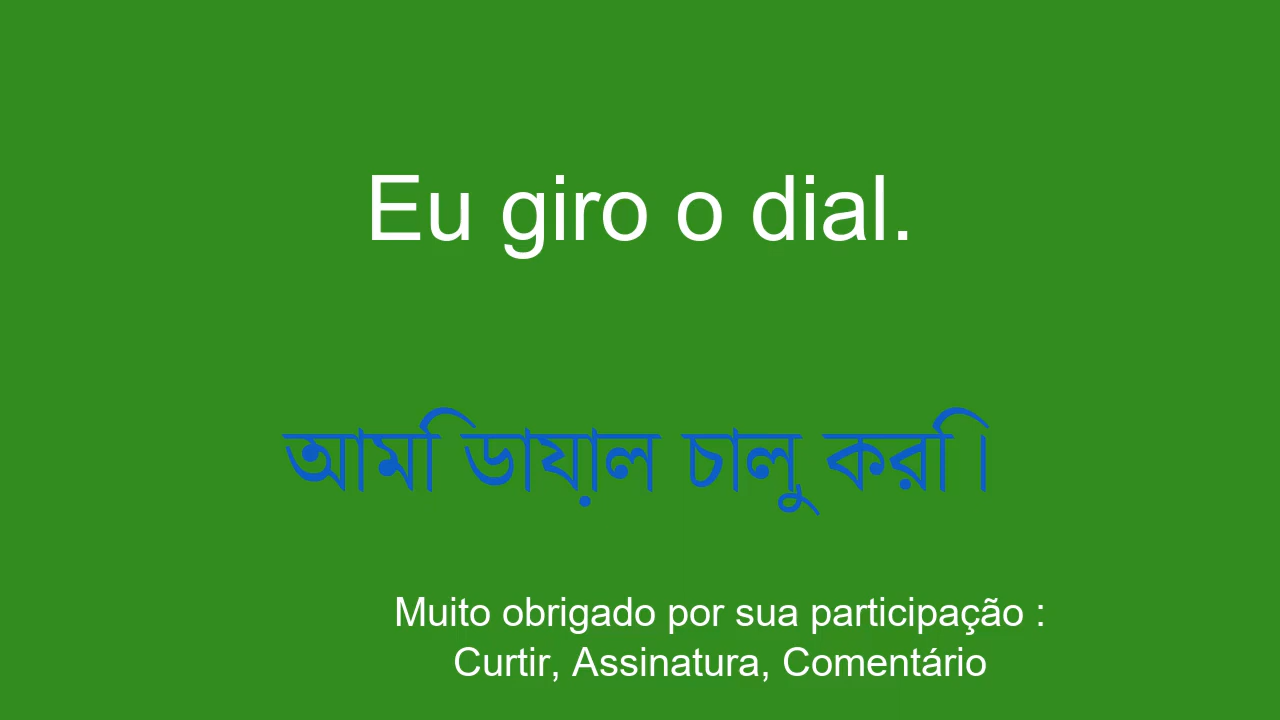 Eu giro o dial.
আমি ডায়াল চালু করি।
Muito obrigado por sua participação :
Curtir, Assinatura, Comentário